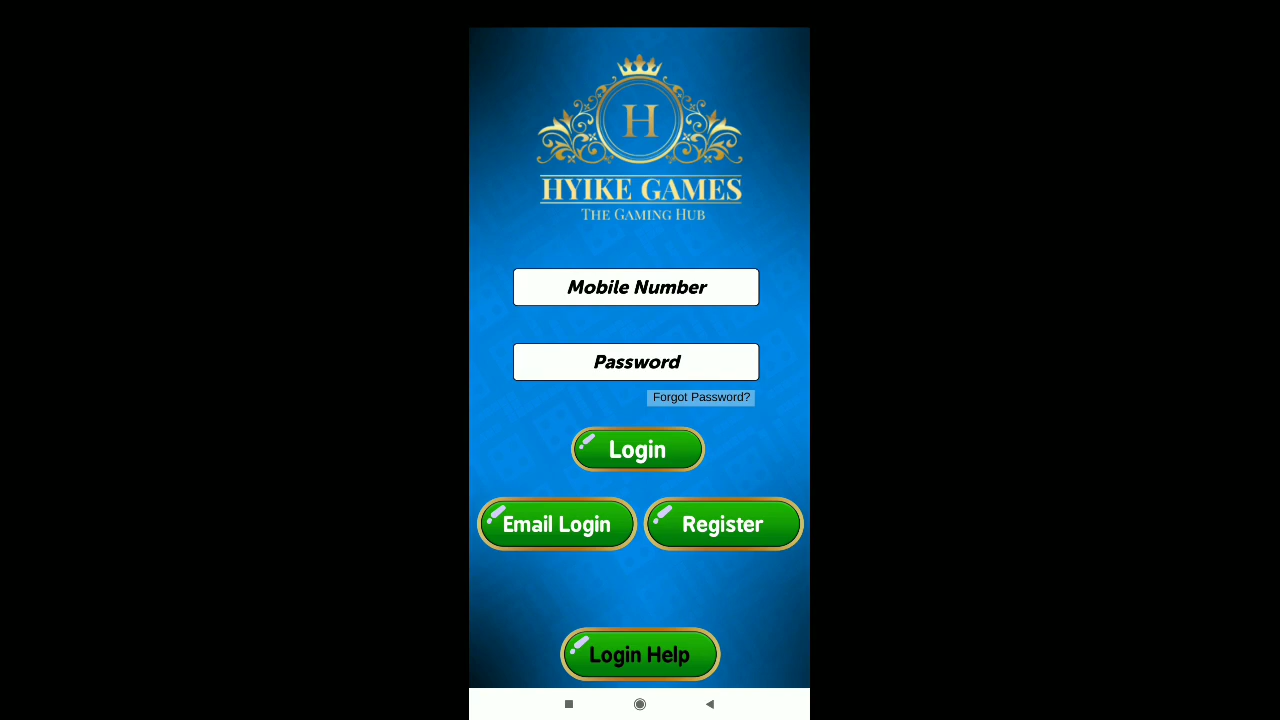 H
HYIKE GAMES
THE GAMING HUB
Mobile Number
Password
Forgot Password?
Login
Email Login
Register
Login Help